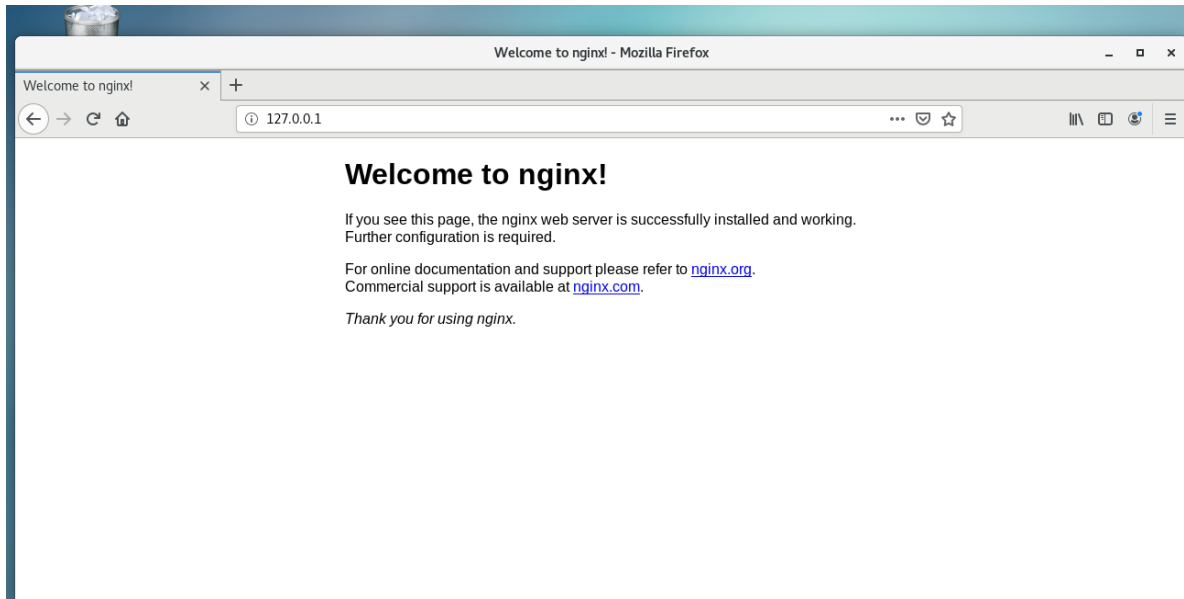 Welcome to nginx! - Mozilla Firefox
Welcome to nginx!
127.0.0.1
Welcome to nginx!
If you see this page, the nginx web server is successfully installed and working.
Further configuration is required.
For online documentation and support please refer to nginx.org.
Commercial support is available at nginx.com.
Thank you for using nginx.